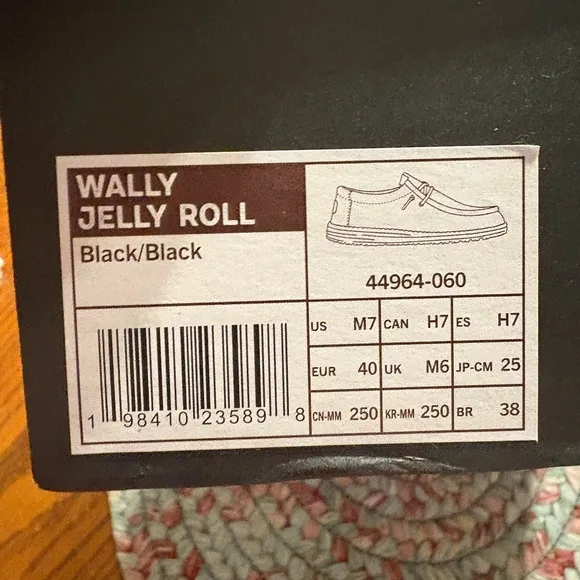 WALLY
JELLY ROLL
Black/Black
44964-060
US M7 CAN H7 ES H7
EUR 40 UK M6 JP-CM 25
CN-MM 250 KR-MM 250 BR 38
1 98410 23589 8